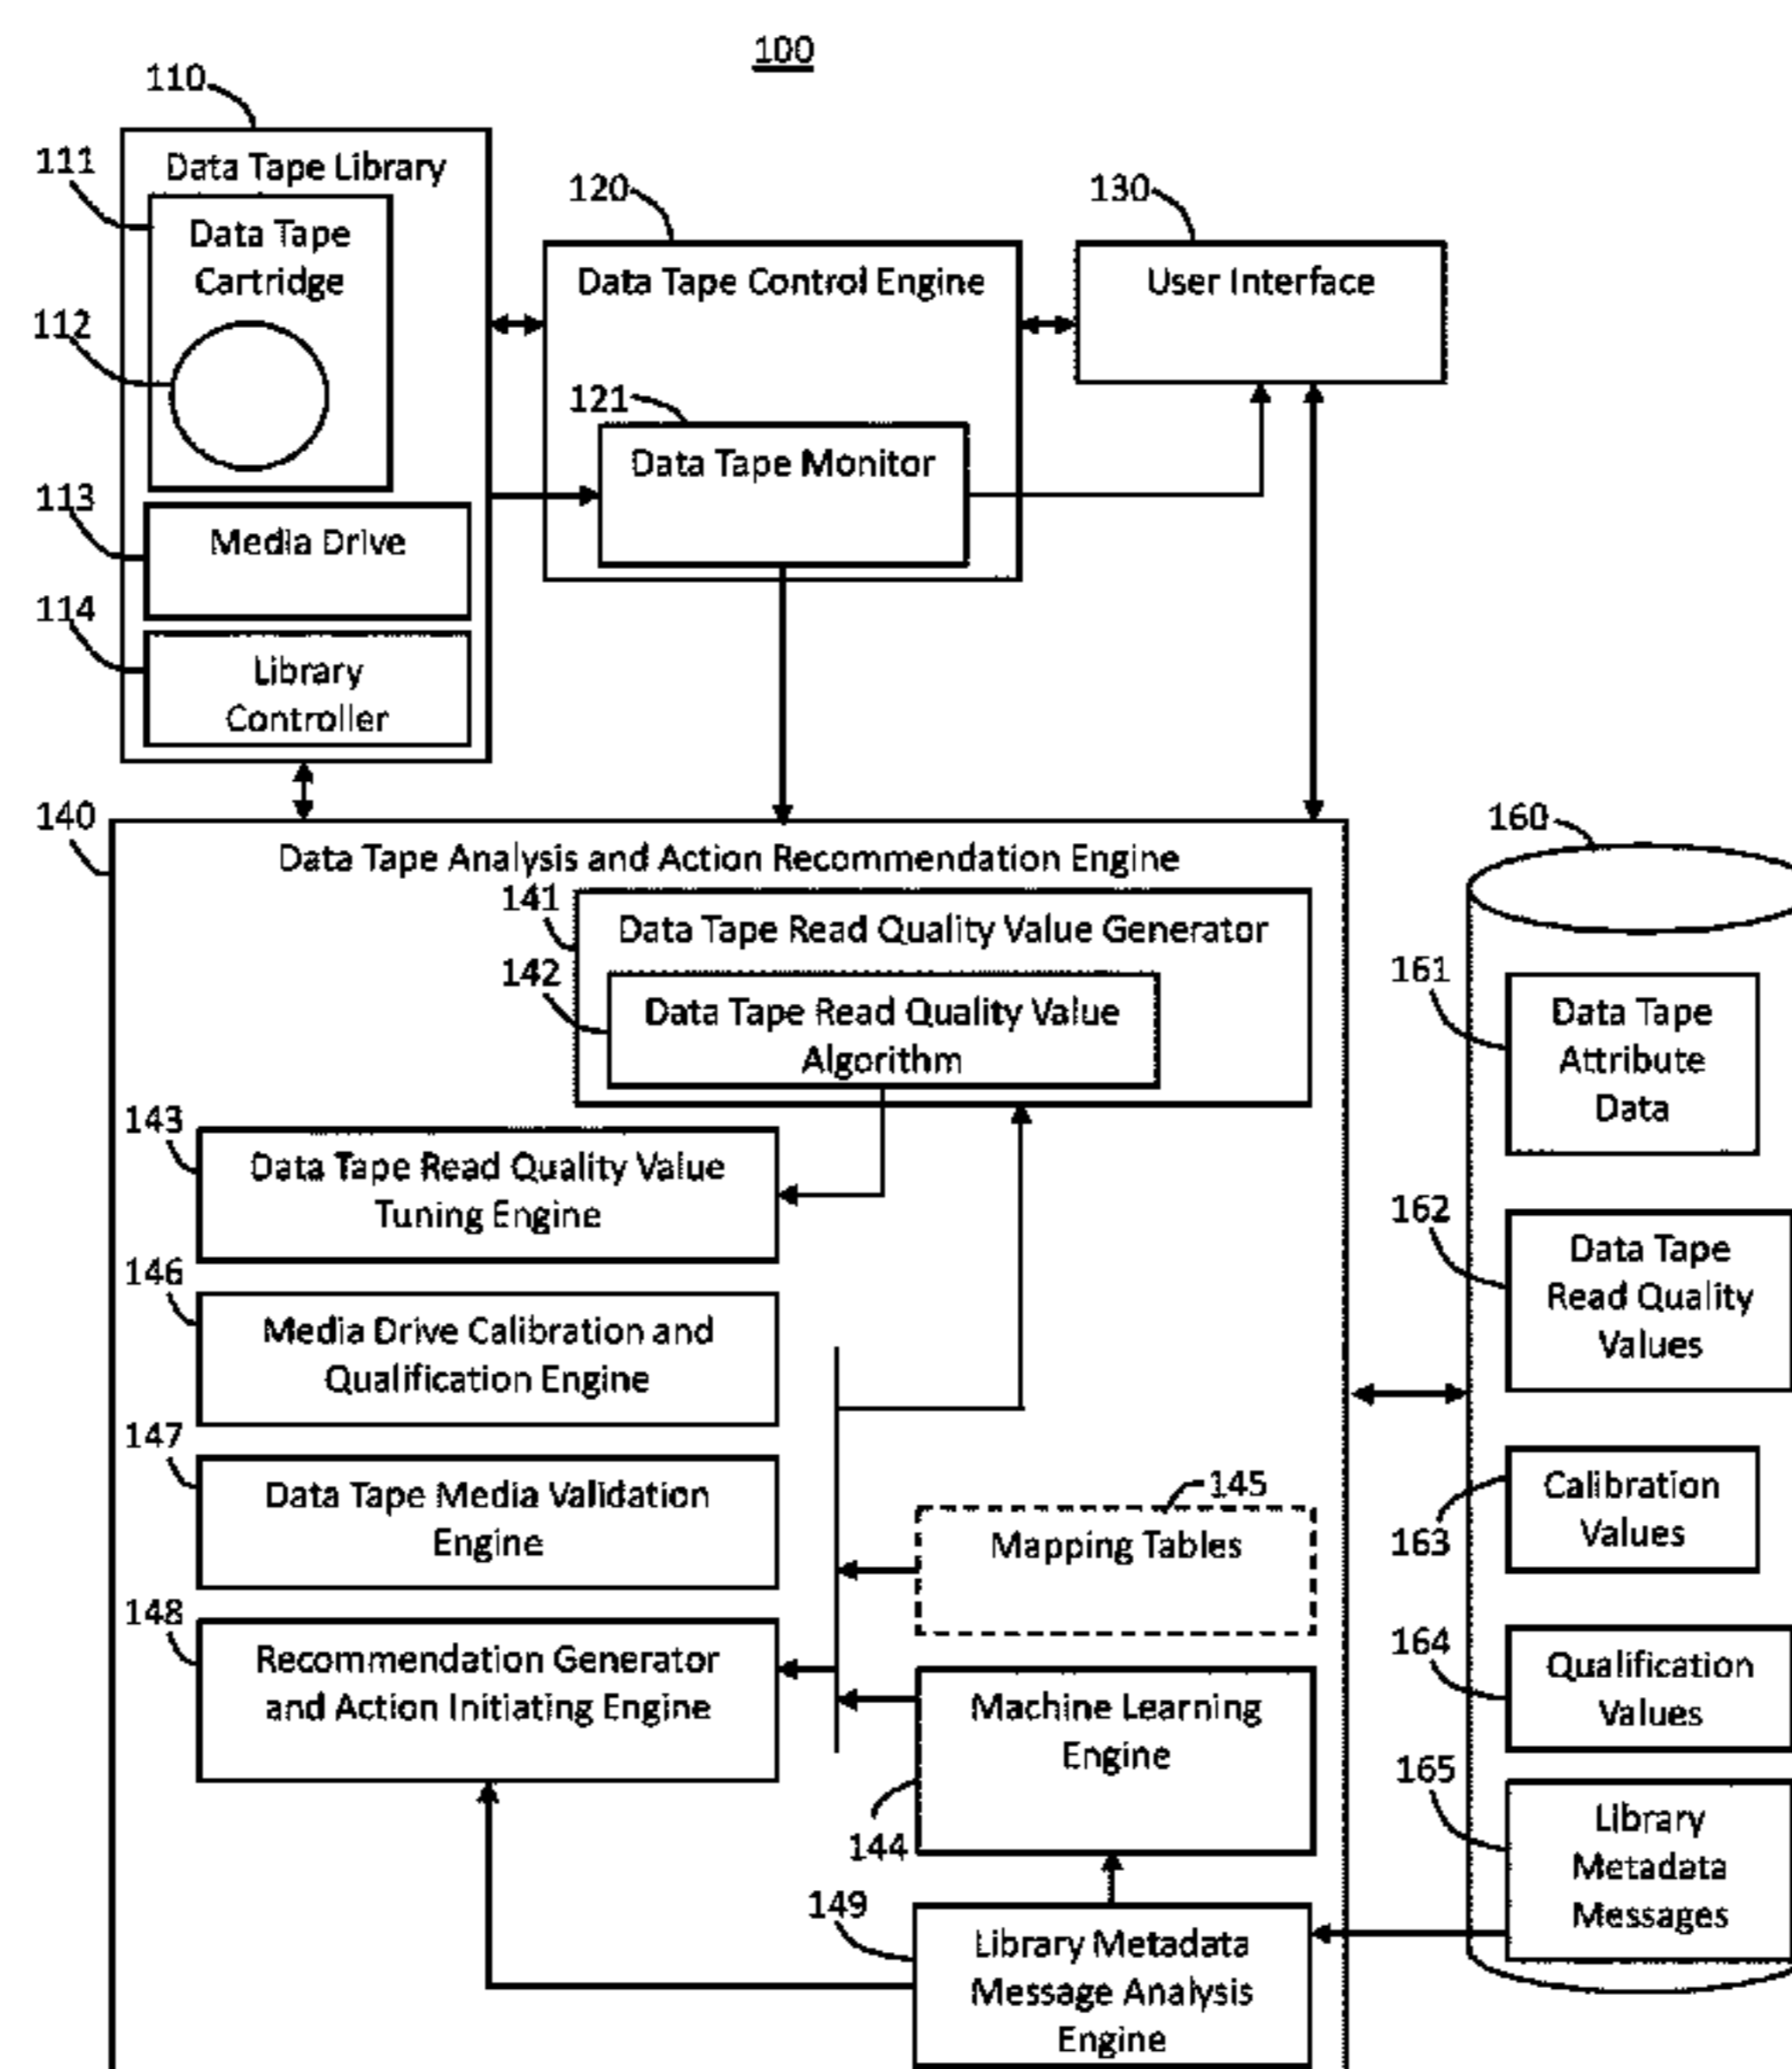 100
110
Data Tape Library
111
Data Tape
Cartridge
112
113
Media Drive
114
Library
Controller
120
Data Tape Control Engine
121
Data Tape Monitor
130
User Interface
140
Data Tape Analysis and Action Recommendation Engine
141
Data Tape Read Quality Value Generator
142
Data Tape Read Quality Value
Algorithm
143
Data Tape Read Quality Value
Tuning Engine
146
Media Drive Calibration and
Qualification Engine
147
Data Tape Media Validation
Engine
148
Recommendation Generator
and Action Initiating Engine
145
Mapping Tables
Machine Learning
Engine
144
149
Library Metadata
Message Analysis
Engine
160
161
Data Tape
Attribute
Data
162
Data Tape
Read Quality
Values
163
Calibration
Values
164
Qualification
Values
165
Library
Metadata
Messages